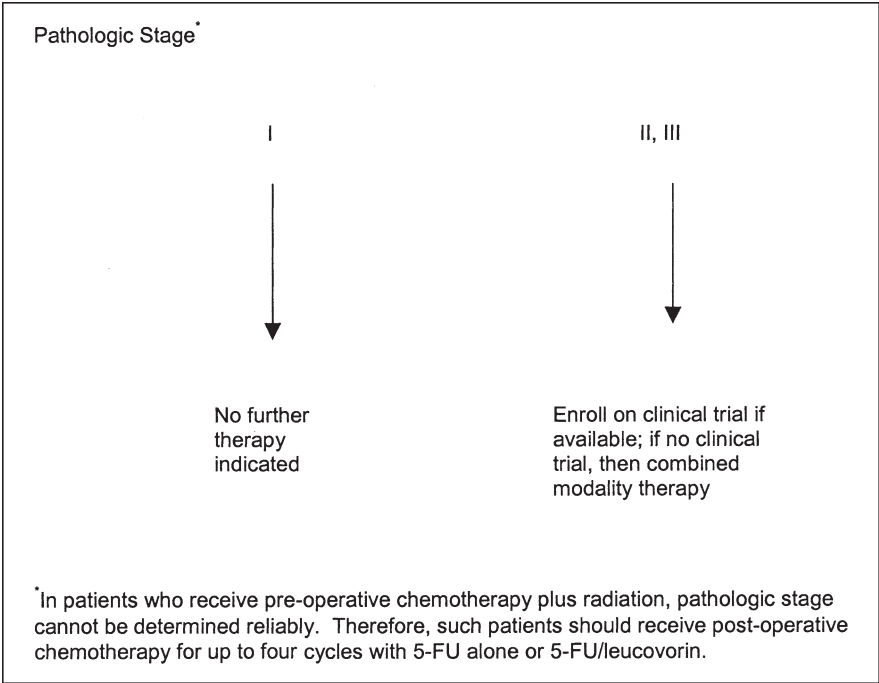 Pathologic Stage*
I
II, III
No further
therapy
indicated
Enroll on clinical trial if
available; if no clinical
trial, then combined
modality therapy
*In patients who receive pre-operative chemotherapy plus radiation, pathologic stage
cannot be determined reliably. Therefore, such patients should receive post-operative
chemotherapy for up to four cycles with 5-FU alone or 5-FU/leucovorin.